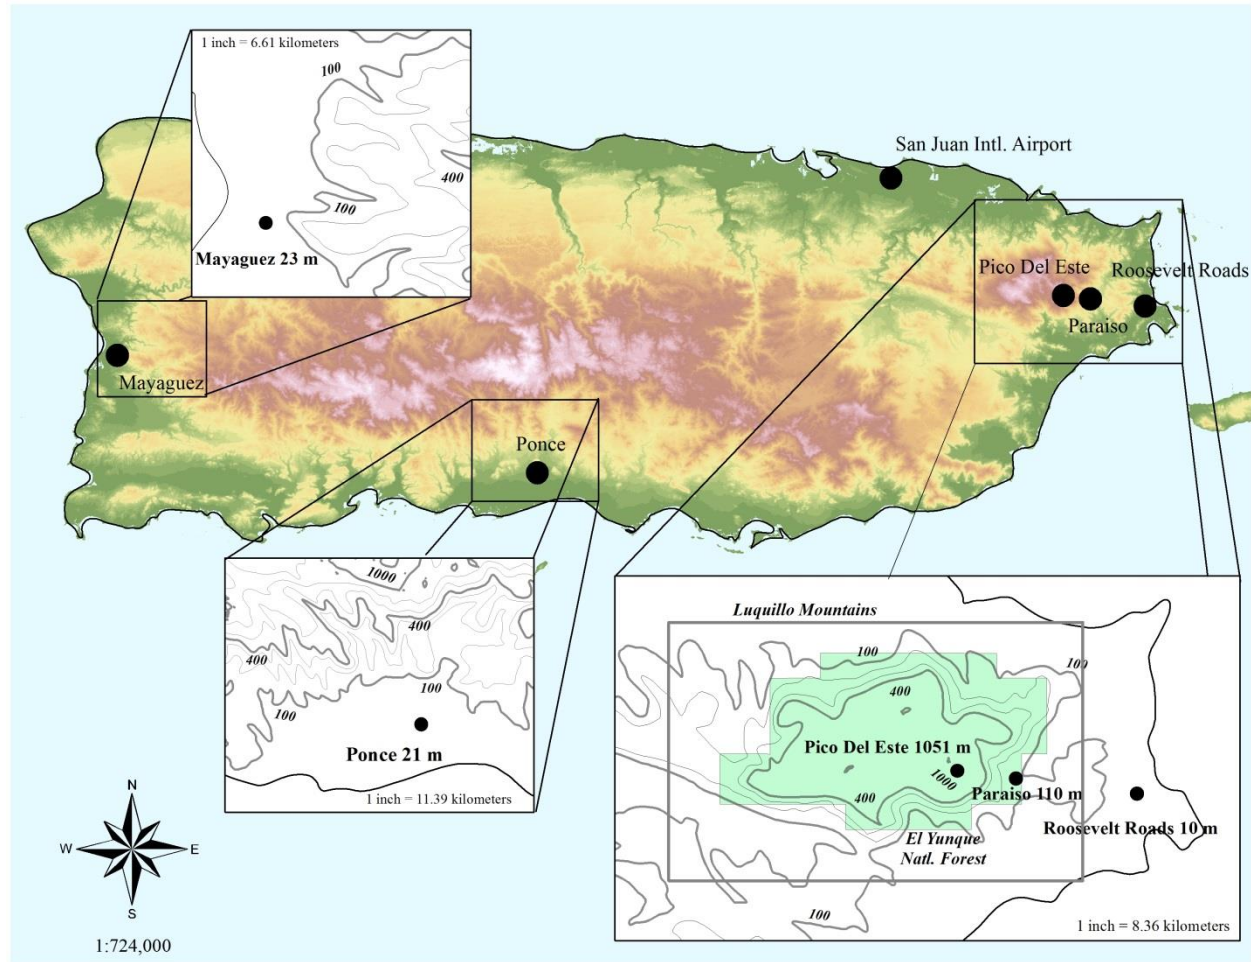 1 inch = 6.61 kilometers
100
400
100
Mayaguez 23 m
San Juan Intl. Airport
Pico Del Este
Roosevelt Roads
Paraiso
Mayaguez
Ponce
1000
400
400
100
100
Ponce 21 m
1 inch = 11.39 kilometers
Luquillo Mountains
100
100
400
Pico Del Este 1051 m
1000
Paraiso 110 m
400
Roosevelt Roads 10 m
El Yunque
Natl. Forest
100
1 inch = 8.36 kilometers
N
W
E
S
1:724,000